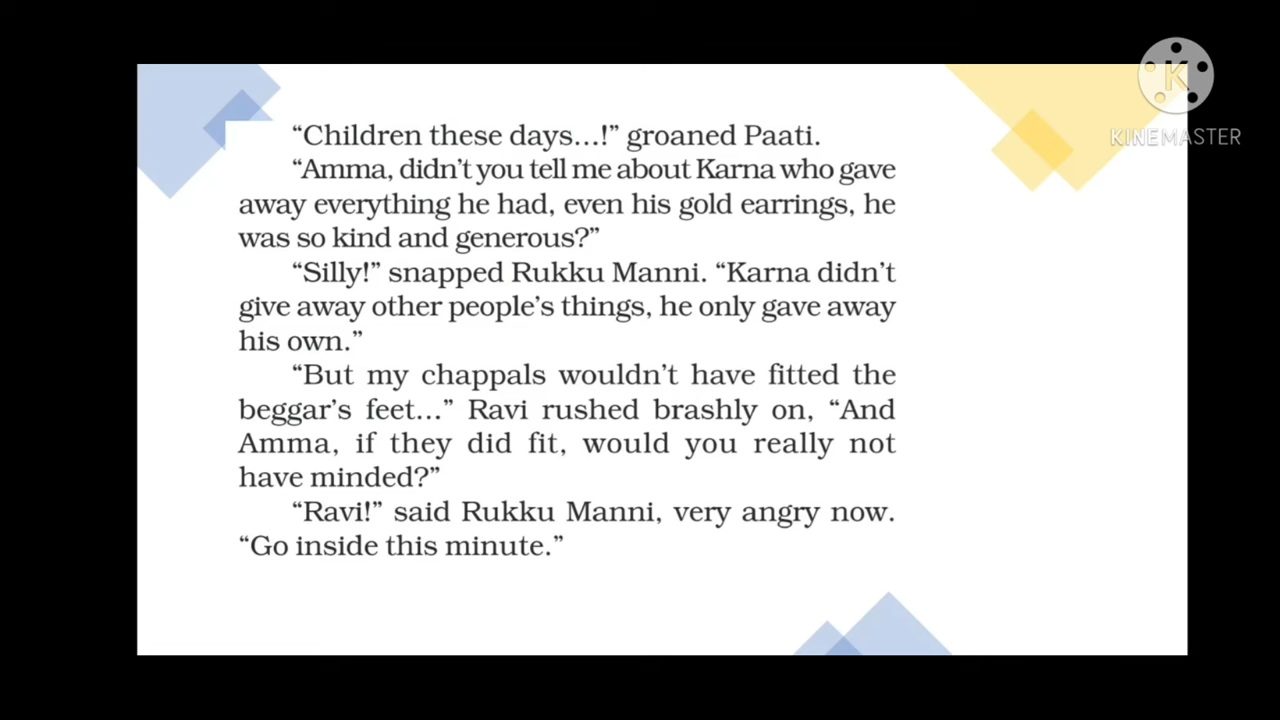 “Children these days...!” groaned Paati.
“Amma, didn’t you tell me about Karna who gave
away everything he had, even his gold earrings, he
was so kind and generous?”
“Silly!” snapped Rukku Manni. “Karna didn’t
give away other people’s things, he only gave away
his own.”
“But my chappals wouldn’t have fitted the
beggar’s feet...” Ravi rushed brashly on, “And
Amma, if they did fit, would you really not
have minded?”
“Ravi!” said Rukku Manni, very angry now.
“Go inside this minute.”
K
KINEMASTER